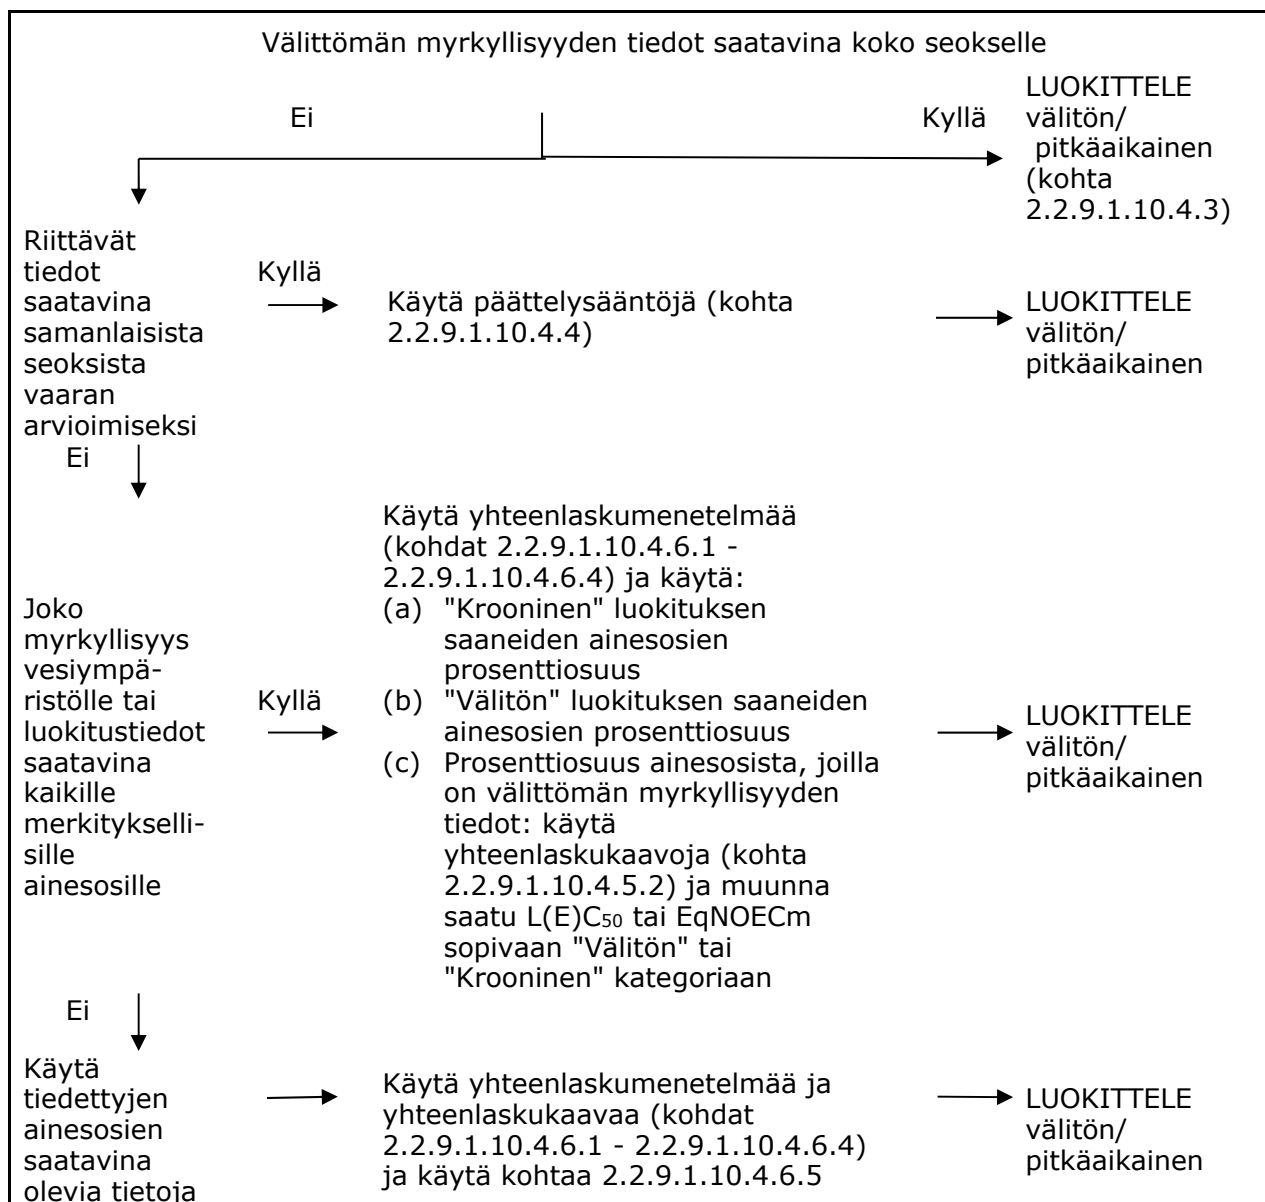 Välittömän myrkyllisyyden tiedot saatavina koko seokselle
Ei
Kyllä
LUOKITTELE
välitön/
pitkäaikainen
(kohta
2.2.9.1.10.4.3)
Riittävät
tiedot
saatavina
samanlaisista
seoksista
vaaran
arvioimiseksi
Kyllä
Käytä päättelysääntöjä (kohta
2.2.9.1.10.4.4)
LUOKITTELE
välitön/
pitkäaikainen
Ei
Joko
myrkyllisyys
vesiympä-
ristölle tai
luokitustiedot
saatavina
kaikille
merkitykselli-
sille
ainesosille
Kyllä
Käytä yhteenlaskumenetelmää
(kohdat 2.2.9.1.10.4.6.1 -
2.2.9.1.10.4.6.4) ja käytä:
(a) "Krooninen" luokituksen
saaneiden ainesosien
prosenttiosuus
(b) "Välitön" luokituksen saaneiden
ainesosien prosenttiosuus
(c) Prosenttiosuus ainesosista, joilla
on välittömän myrkyllisyyden
tiedot: käytä
yhteenlaskukaavoja (kohta
2.2.9.1.10.4.5.2) ja muunna
saatu L(E)C₅₀ tai EqNOECm
sopivaan "Välitön" tai
"Krooninen" kategoriaan
LUOKITTELE
välitön/
pitkäaikainen
Ei
Käytä
tiedettyjen
ainesosien
saatavina
olevia tietoja
Käytä yhteenlaskumenetelmää ja
yhteenlaskukaavaa (kohdat
2.2.9.1.10.4.6.1 - 2.2.9.1.10.4.6.4)
ja käytä kohtaa 2.2.9.1.10.4.6.5
LUOKITTELE
välitön/
pitkäaikainen